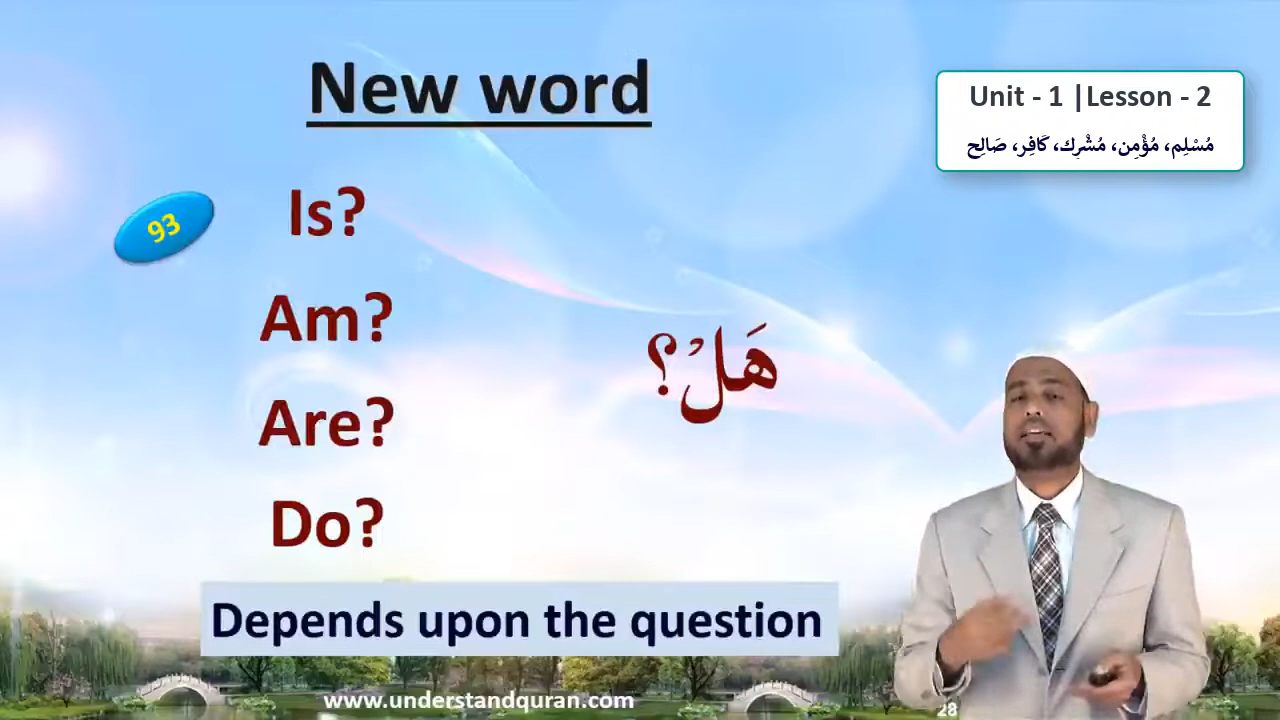 New word
Unit - 1 |Lesson - 2
مُسْلِم، مُؤْمِن، مُشْرِك، كَافِر، صَالِح
93
Is?
Am?
Are?
Do?
هَلْ؟
Depends upon the question
www.understandquran.com
28